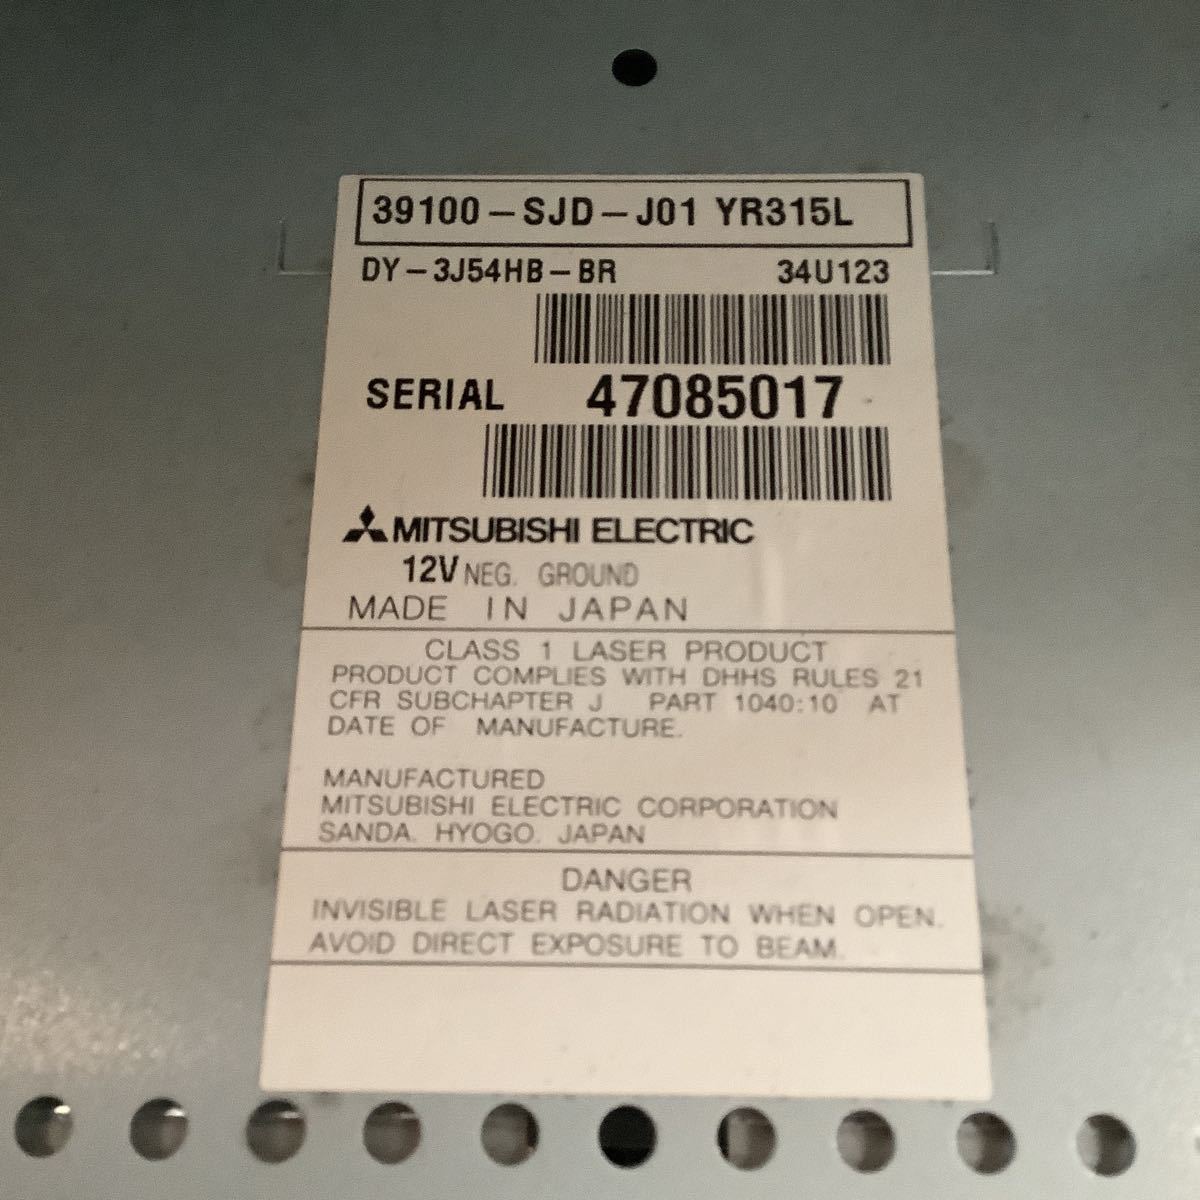 39100-SJD-J01 YR315L
DY-3J54HB-BR 34U123
SERIAL 47085017
MITSUBISHI ELECTRIC
12V NEG. GROUND
MADE IN JAPAN
CLASS 1 LASER PRODUCT
PRODUCT COMPLIES WITH DHHS RULES 21
CFR SUBCHAPTER J PART 1040:10 AT
DATE OF MANUFACTURE.
MANUFACTURED
MITSUBISHI ELECTRIC CORPORATION
SANDA. HYOGO. JAPAN
DANGER
INVISIBLE LASER RADIATION WHEN OPEN.
AVOID DIRECT EXPOSURE TO BEAM.